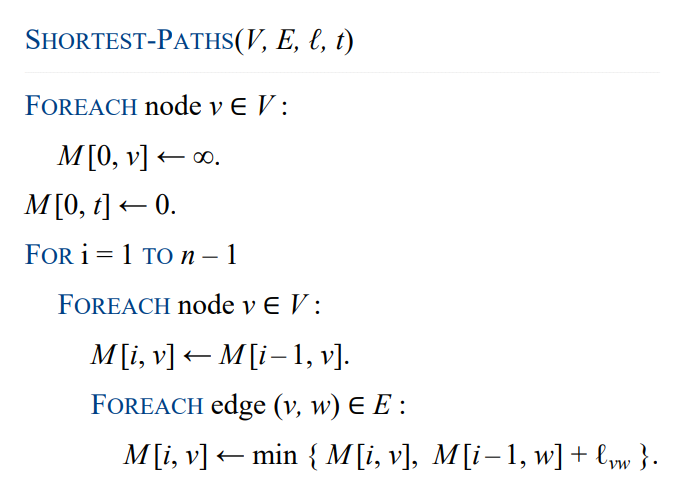 SHORTEST-PATHS(V, E, ℓ, t)
FOREACH node v ∈ V :
M[0, v] ← ∞.
M[0, t] ← 0.
FOR i = 1 TO n – 1
FOREACH node v ∈ V :
M[i, v] ← M[i – 1, v].
FOREACH edge (v, w) ∈ E :
M[i, v] ← min { M[i, v], M[i – 1, w] + ℓvw }.